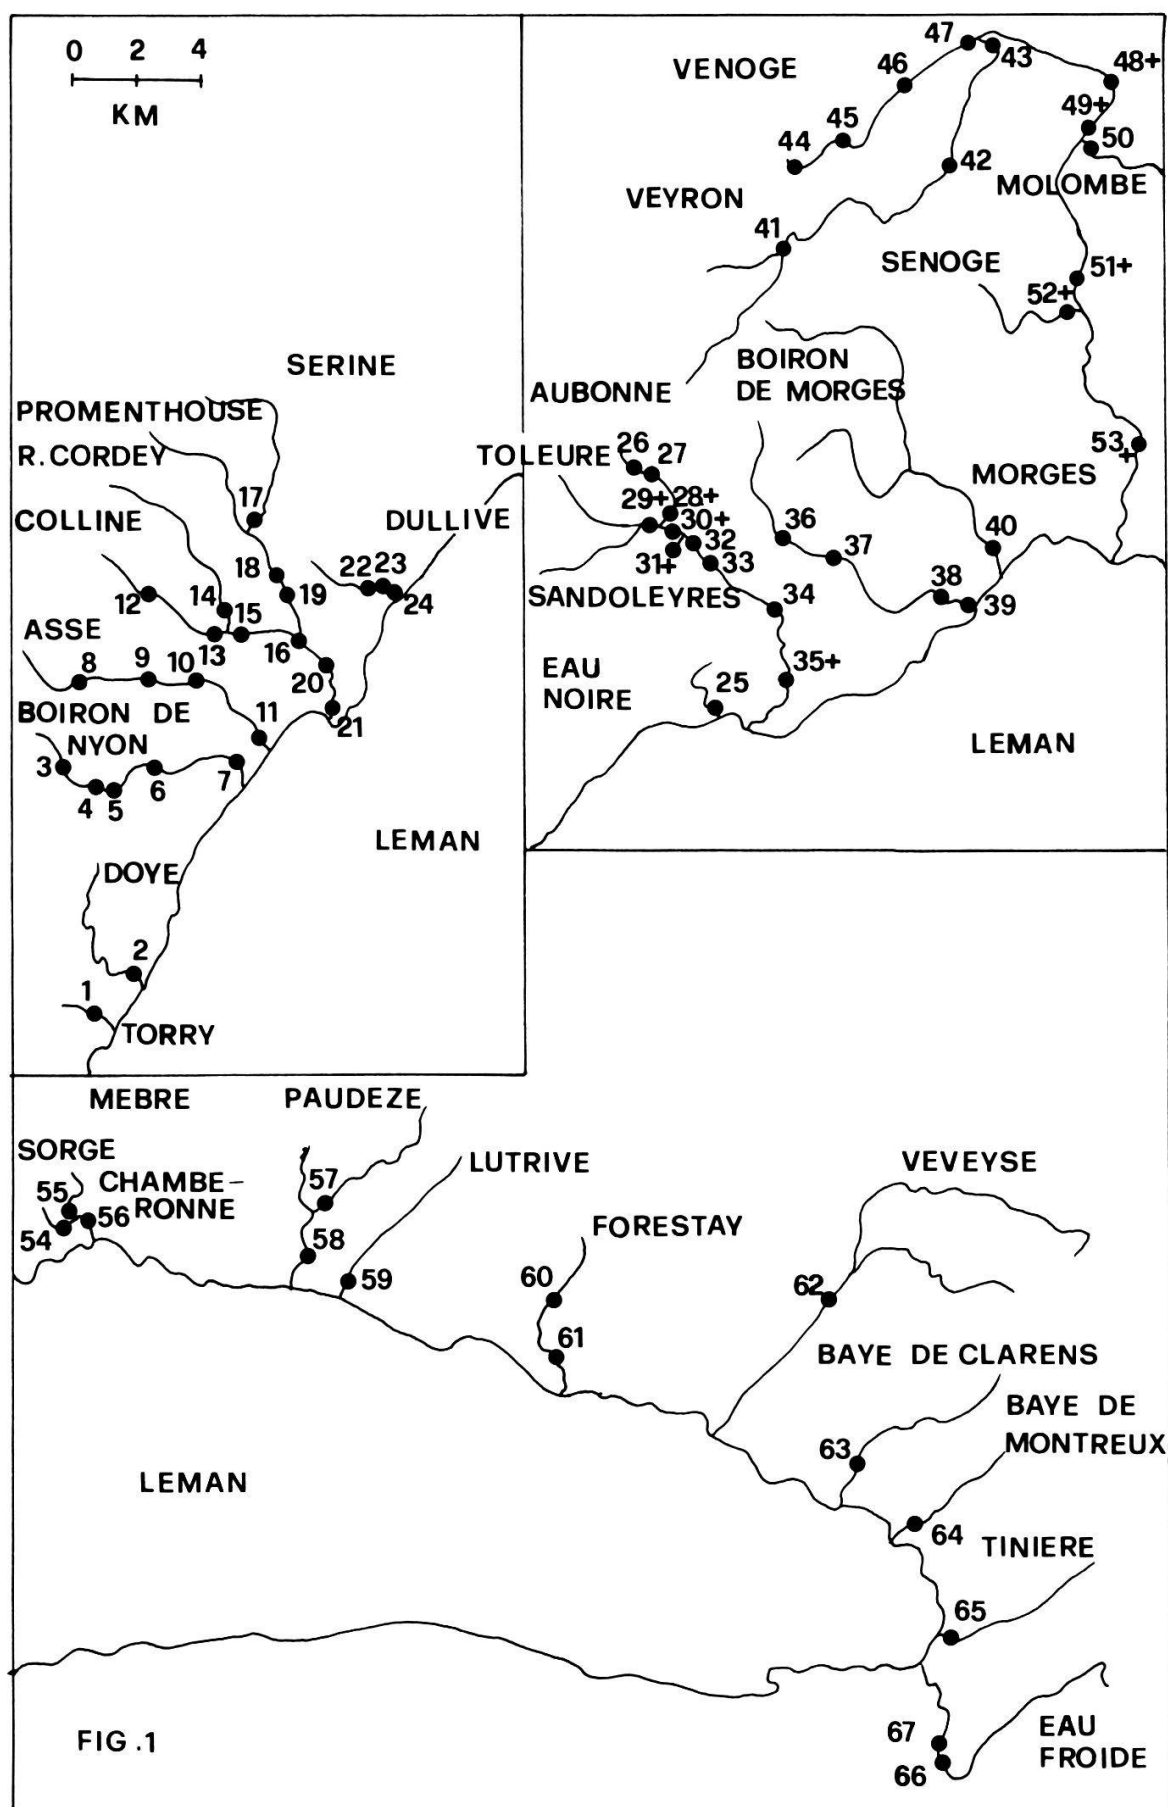 0 2 4
KM
SERINE
PROMENTHOUSE
R. CORDEY
COLLINE
17
DULLIVE
18
22 23
12
14
15
19
24
ASSE
13
16
8
9
10
20
BOIRON DE
NYON
11
21
3
4
5
6
7
LEMAN
DOYE
2
1
TORRY
VENOGE
47
43
46
48+
45
49+
44
50
42
VEYRON
MOLOMBE
41
SENOGE
51+
52+
BOIRON
DE MORGES
AUBONNE
53
+
TOLEURE
26
27
MORGES
29+
28+
30+
36
40
32
37
31+
33
SANDOLEYRES
34
38
39
EAU
NOIRE
35+
25
LEMAN
MEBRE
PAUDEZE
SORGE
CHAMBE-
RONNE
LUTRIVE
VEVEYSE
55
57
56
54
FORESTAY
58
59
60
62
61
BAYE DE CLARENS
BAYE DE
MONTREUX
63
LEMAN
64
TINIERE
65
EAU
FROIDE
67
66
FIG.1